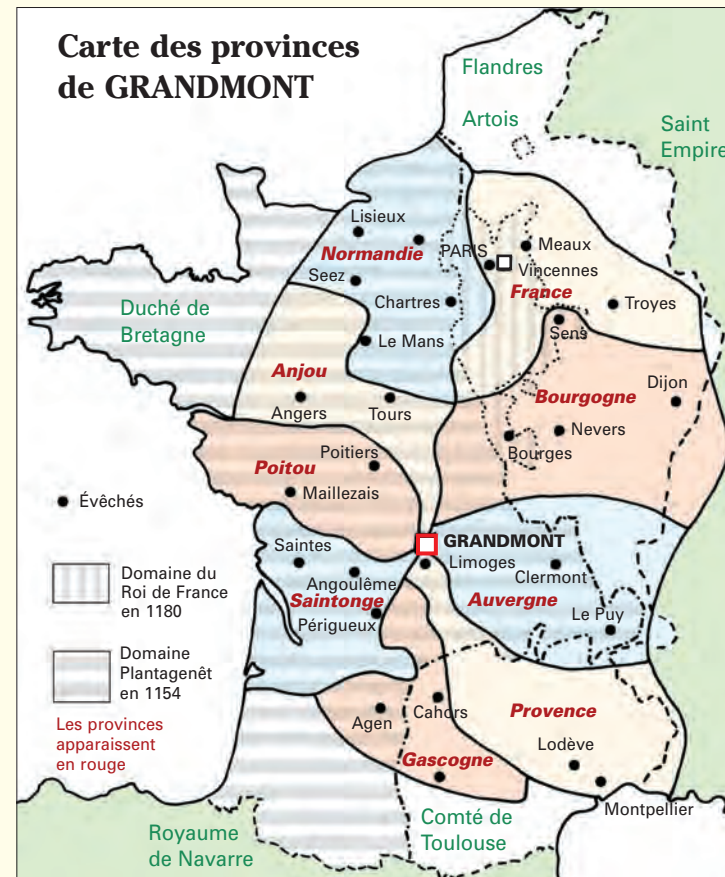 Carte des provinces
de GRANDMONT
Flandres
Artois
Saint
Empire
Lisieux
Normandie
PARIS
Meaux
Vincennes
Seez
France
Chartres
Troyes
Duché de
Bretagne
Sens
Le Mans
Anjou
Dijon
Bourgogne
Angers
Tours
Nevers
Poitiers
Bourges
Poitou
Maillezais
Évêchés
GRANDMONT
Saintes
Limoges
Clermont
Angoulême
Domaine du
Roi de France
en 1180
Saintonge
Auvergne
Le Puy
Périgueux
Domaine
Plantagenêt
en 1154
Cahors
Provence
Agen
Les provinces
apparaissent
en rouge
Lodève
Gascogne
Montpellier
Comté de
Toulouse
Royaume
de Navarre